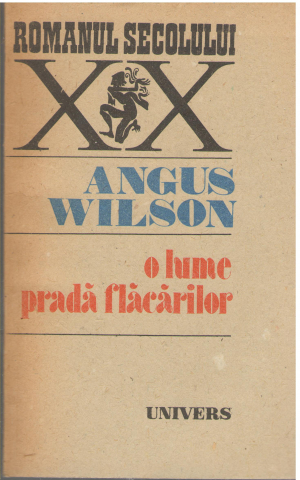 ROMANUL SECOLULUI
XX
ANGUS
WILSON
o lume
pradă flăcărilor
UNIVERS